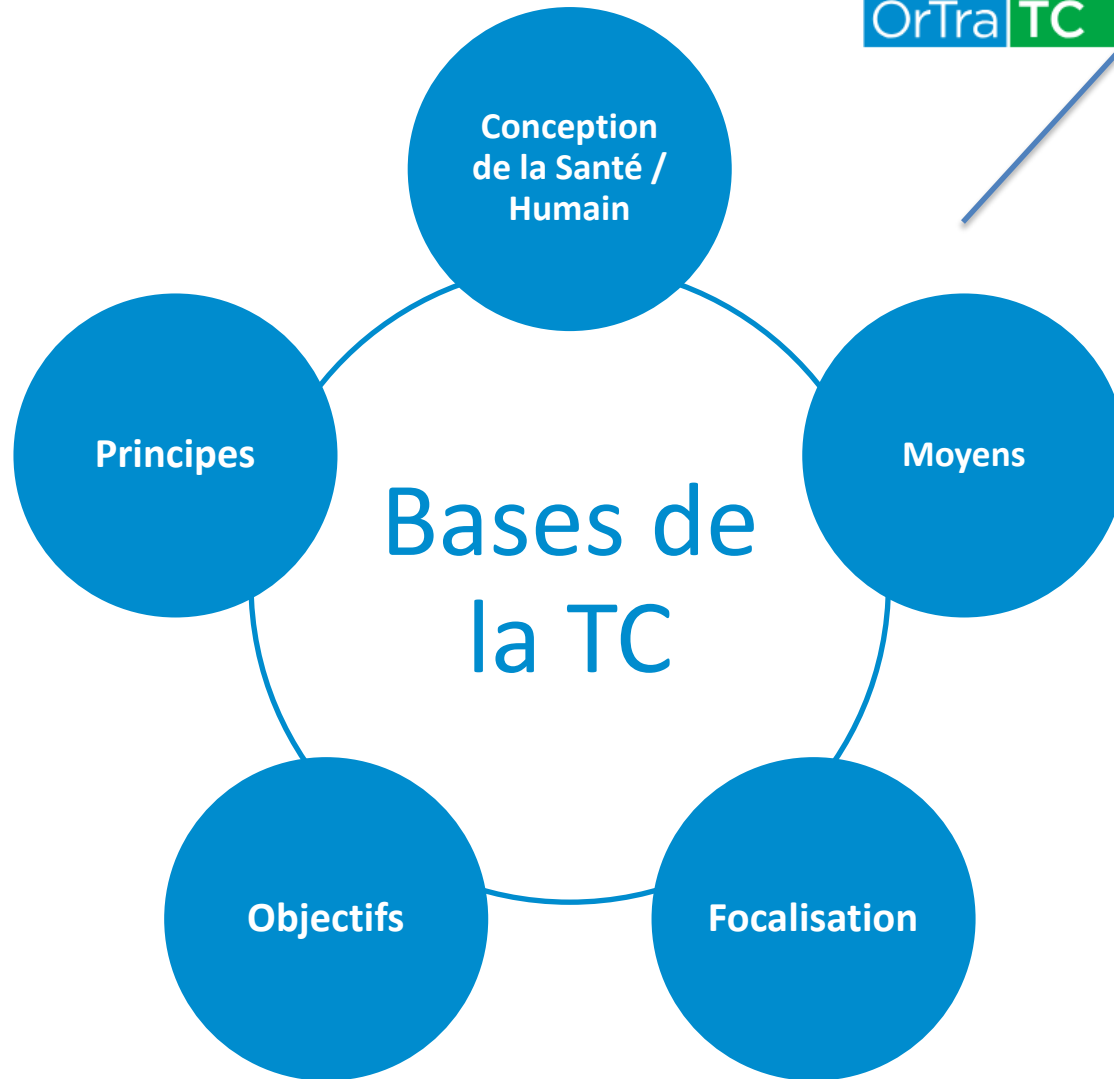 OrTra TC
Conception
de la Santé /
Humain
Principes
Moyens
Bases de
la TC
Objectifs
Focalisation